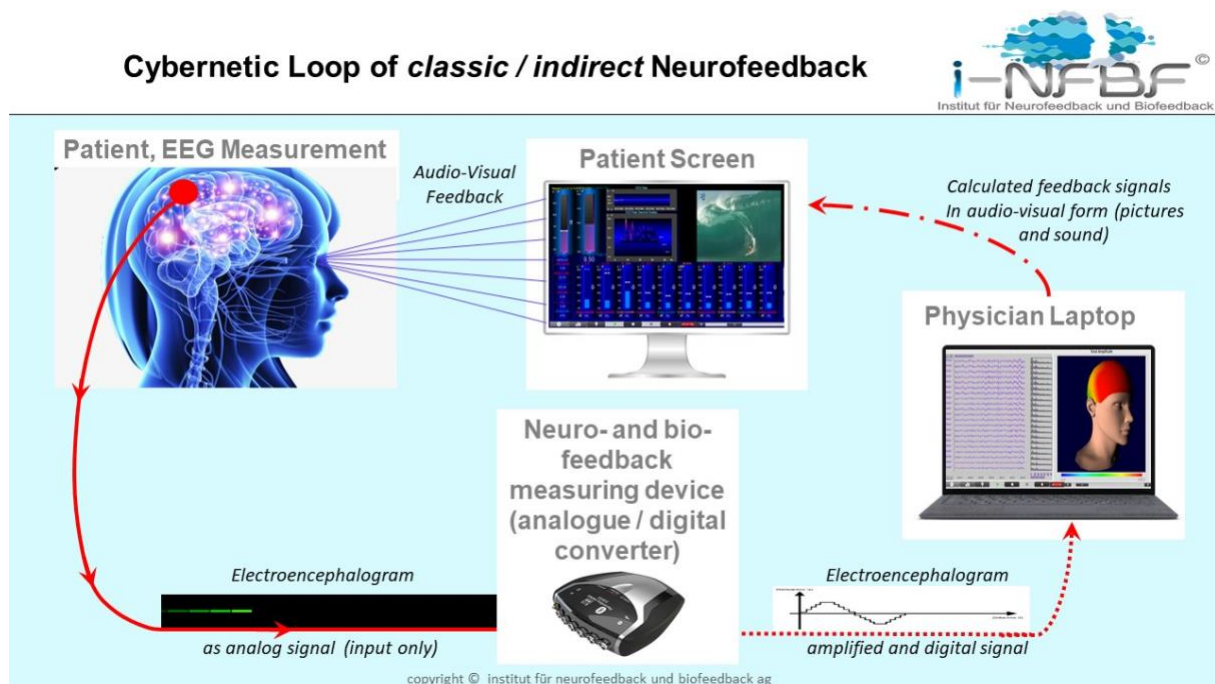 Cybernetic Loop of classic / indirect Neurofeedback
i-NFBF©
Institut für Neurofeedback und Biofeedback
Patient, EEG Measurement
Audio-Visual
Feedback
Patient Screen
Calculated feedback signals
In audio-visual form (pictures
and sound)
Physician Laptop
Neuro- and bio-
feedback
measuring device
(analogue / digital
converter)
Electroencephalogram
as analog signal (input only)
Electroencephalogram
amplified and digital signal
copyright © institut für neurofeedback und biofeedback ag